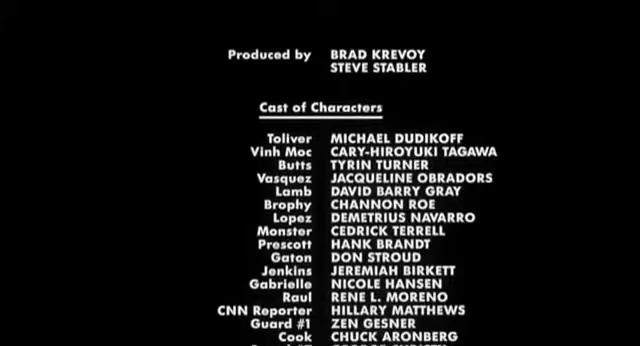 Produced by BRAD KREVOY
STEVE STABLER
Cast of Characters
Toliver MICHAEL DUDIKOFF
Vinh Moc CARY-HIROYUKI TAGAWA
Butts TYRIN TURNER
Vasquez JACQUELINE OBRADORS
Lamb DAVID BARRY GRAY
Brophy CHANNON ROE
Lopez DEMETRIUS NAVARRO
Monster CEDRICK TERRELL
Prescott HANK BRANDT
Gaton DON STROUD
Jenkins JEREMIAH BIRKETT
Gabrielle NICOLE HANSEN
Raul RENE L. MORENO
CNN Reporter HILLARY MATTHEWS
Guard #1 ZEN GESNER
Cook CHUCK ARONBERG